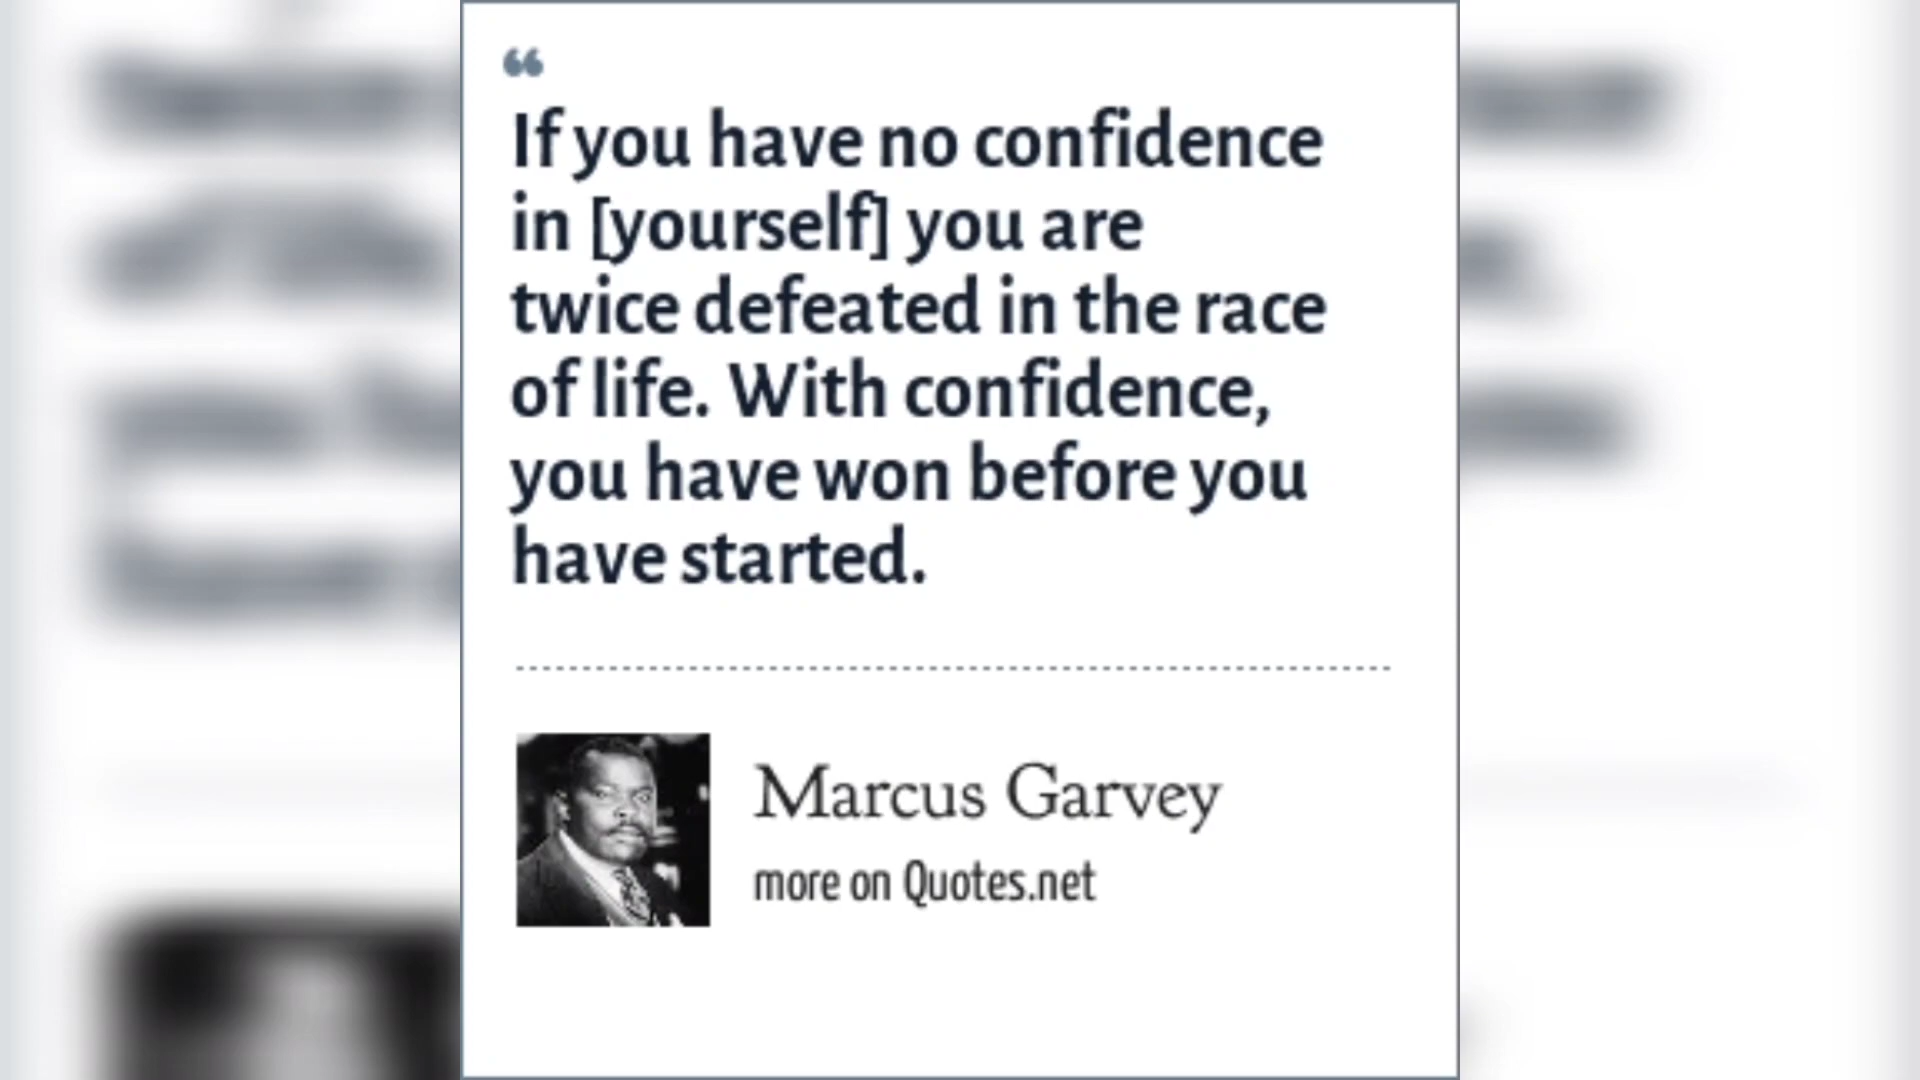 “
If you have no confidence
in [yourself] you are
twice defeated in the race
of life. With confidence,
you have won before you
have started.
Marcus Garvey
more on Quotes.net